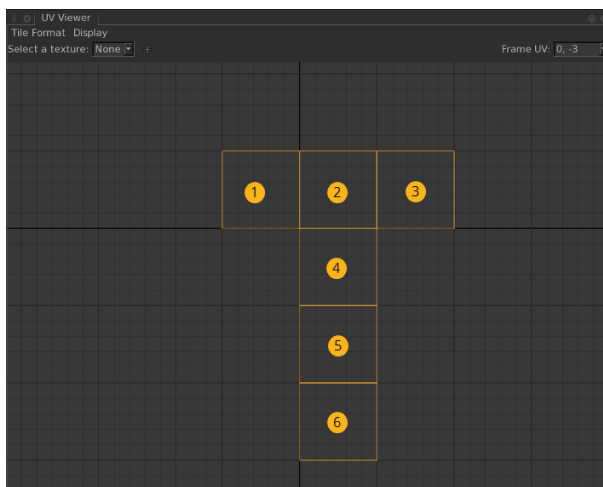 UV Viewer
Tile Format Display
Select a texture: None Frame UV: 0, -3
1 2 3
4
5
6